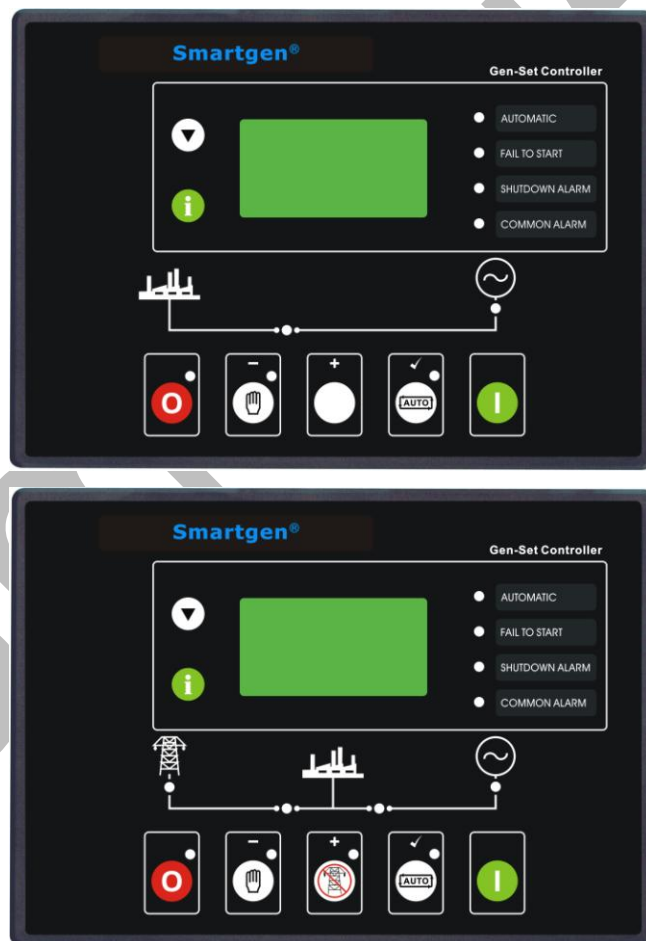 Smartgen®
Gen-Set Controller
AUTOMATIC
FAIL TO START
SHUTDOWN ALARM
COMMON ALARM
i
- + ✓
O AUTO I
Smartgen®
Gen-Set Controller
AUTOMATIC
FAIL TO START
SHUTDOWN ALARM
COMMON ALARM
i
- + ✓
O AUTO I